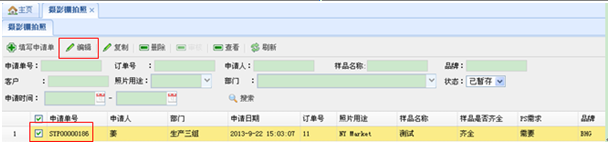 主页 摄影棚拍照
摄影棚拍照
填写申请单 编辑 复制 删除 查看 刷新
申请单号: 订单号: 申请人: 样品名称: 品牌:
客户 照片用途: 部门: 状态: 已暂存
申请时间: - 搜索
申请单号 申请人 部门 申请日期 订单号 照片用途 样品名称 样品是否齐全 PS需求 品牌
1 SYP00000186 生产三组 2013-9-22 15:03:07 11 NY Market 测试 齐全 需要 BMG